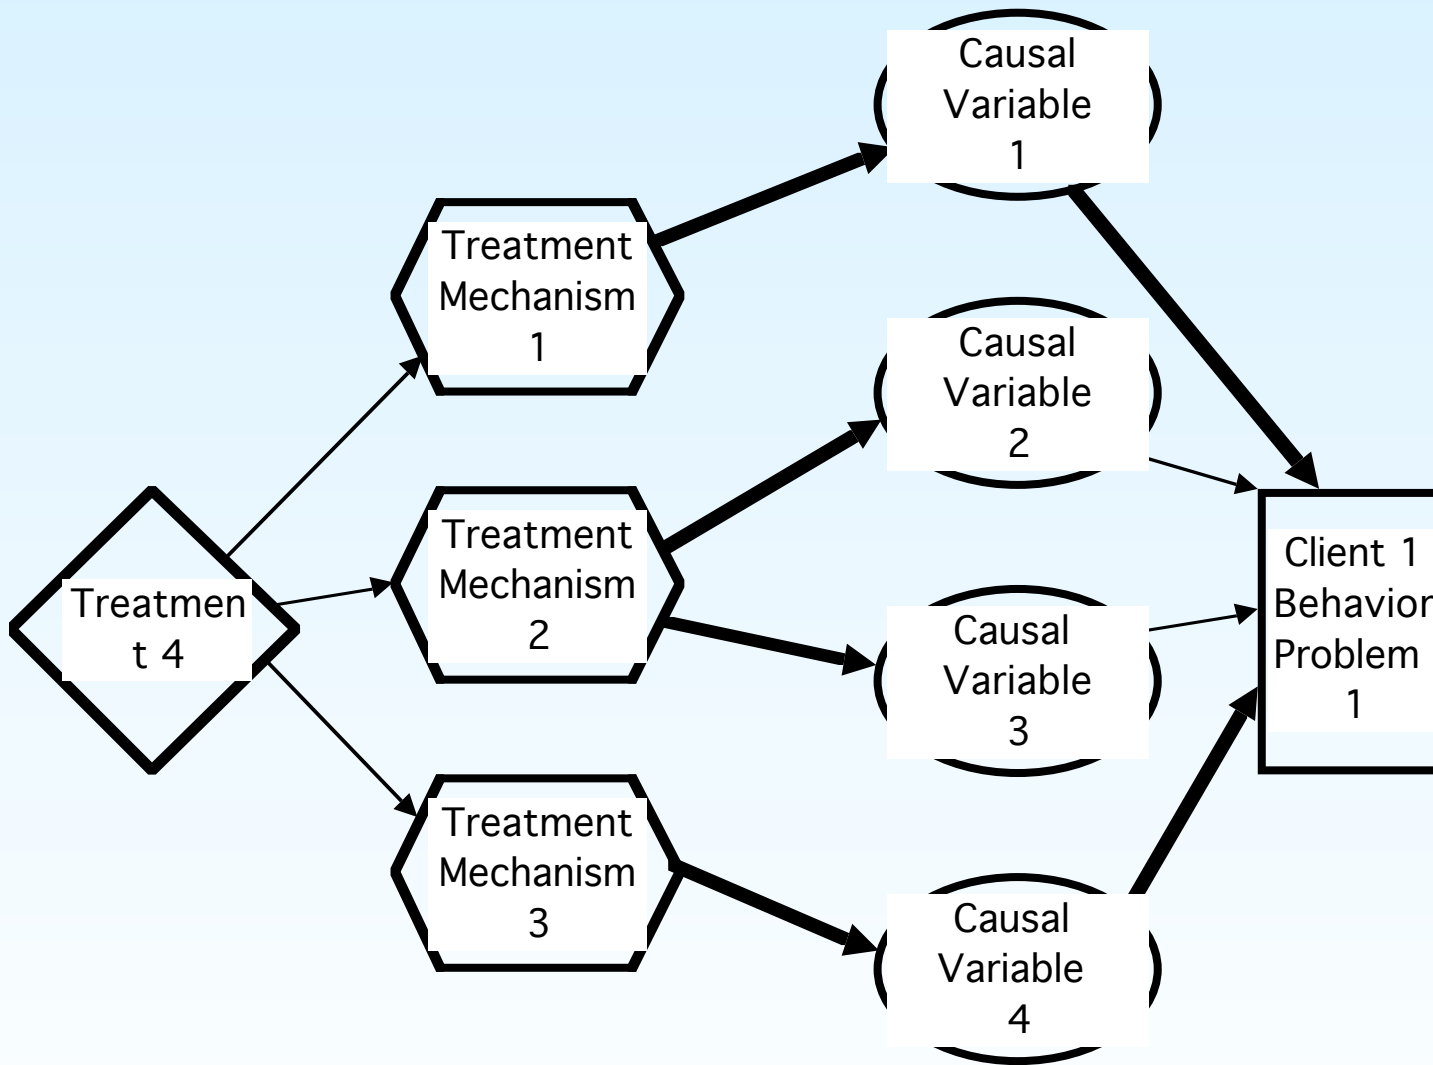 Causal
Variable
1
Treatment
Mechanism
1
Causal
Variable
2
Treatment
Mechanism
2
Treatmen
t 4
Causal
Variable
3
Client 1
Behavior
Problem
1
Treatment
Mechanism
3
Causal
Variable
4